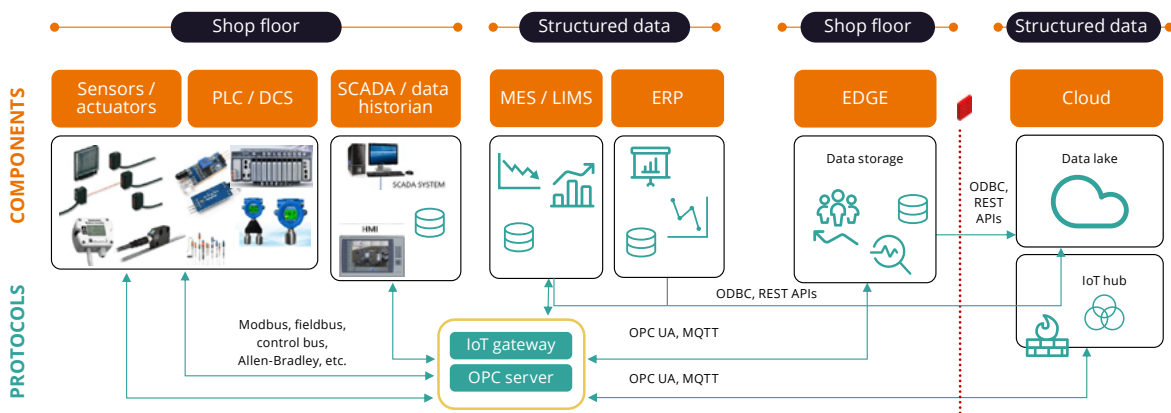 Shop floor
Structured data
Shop floor
Structured data
COMPONENTS
Sensors /
actuators
PLC / DCS
SCADA / data
historian
MES / LIMS
ERP
EDGE
Cloud
SCADA SYSTEM
HMI
Data storage
ODBC,
REST
APIs
Data lake
IoT hub
PROTOCOLS
Modbus, fieldbus,
control bus,
Allen-Bradley, etc.
IoT gateway
OPC server
ODBC, REST APIs
OPC UA, MQTT
OPC UA, MQTT